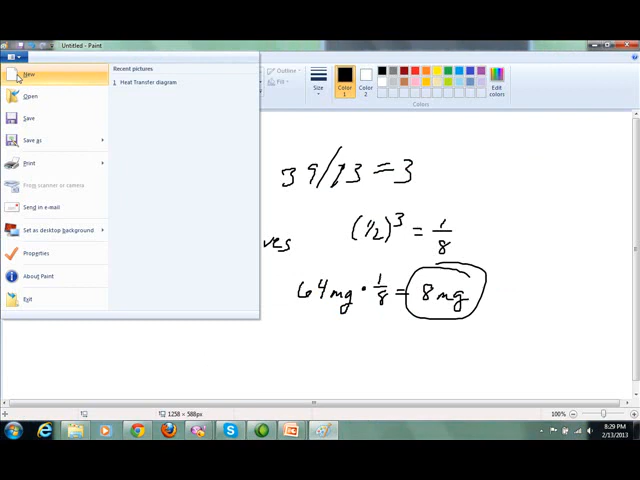 Untitled - Paint
New
Open
Save
Save as
Print
From scanner or camera
Send in e-mail
Set as desktop background
Properties
About Paint
Exit
Recent pictures
1 Heat Transfer diagram
Outline
Fill
Size
Color 1
Color 2
Edit colors
Colors
39/13 = 3
ves
(1/2)³ = 1/8
64mg · 1/8 = 8mg
1258 × 588px
100%
8:29 PM
2/13/2013